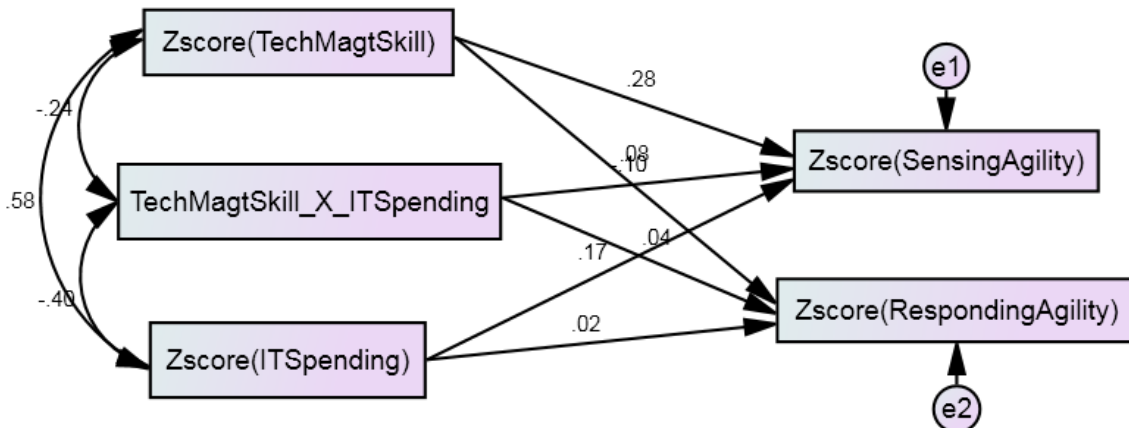 Zscore(TechMagtSkill)
e1
.28
-.24
Zscore(SensingAgility)
.08
-.10
.58
TechMagtSkill_X_ITSpending
.17
.04
-.40
Zscore(RespondingAgility)
.02
Zscore(ITSpending)
e2